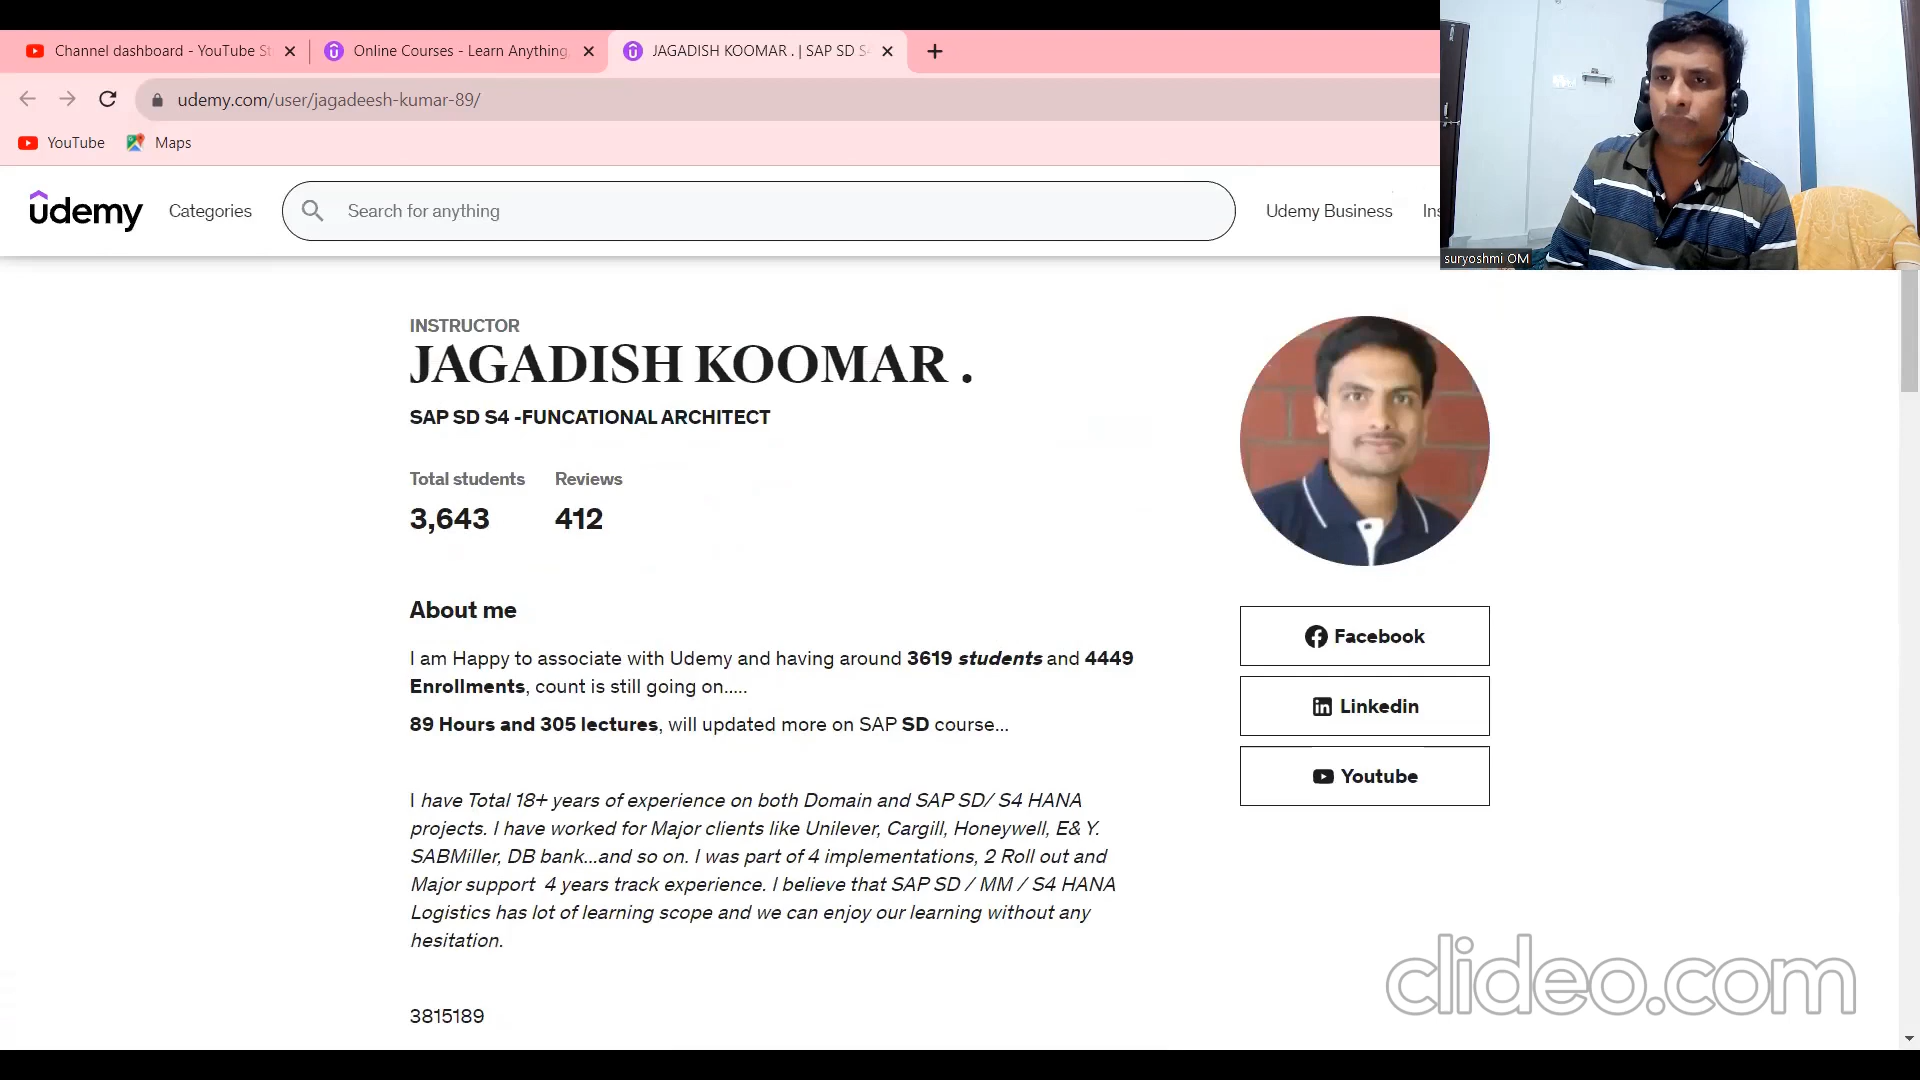 Channel dashboard - YouTube St
Online Courses - Learn Anything,
JAGADISH KOOMAR . | SAP SD S4
udemy.com/user/jagadeesh-kumar-89/
YouTube
Maps
udemy
Categories
Search for anything
Udemy Business
Ins
suryoshmi OM
INSTRUCTOR
JAGADISH KOOMAR .
SAP SD S4 -FUNCATIONAL ARCHITECT
Total students
Reviews
3,643
412
About me
I am Happy to associate with Udemy and having around 3619 students and 4449
Enrollments, count is still going on.....
89 Hours and 305 lectures, will updated more on SAP SD course...
I have Total 18+ years of experience on both Domain and SAP SD/ S4 HANA
projects. I have worked for Major clients like Unilever, Cargill, Honeywell, E& Y.
SABMiller, DB bank...and so on. I was part of 4 implementations, 2 Roll out and
Major support  4 years track experience. I believe that SAP SD / MM / S4 HANA
Logistics has lot of learning scope and we can enjoy our learning without any
hesitation.
3815189
Facebook
Linkedin
Youtube
clideo.com